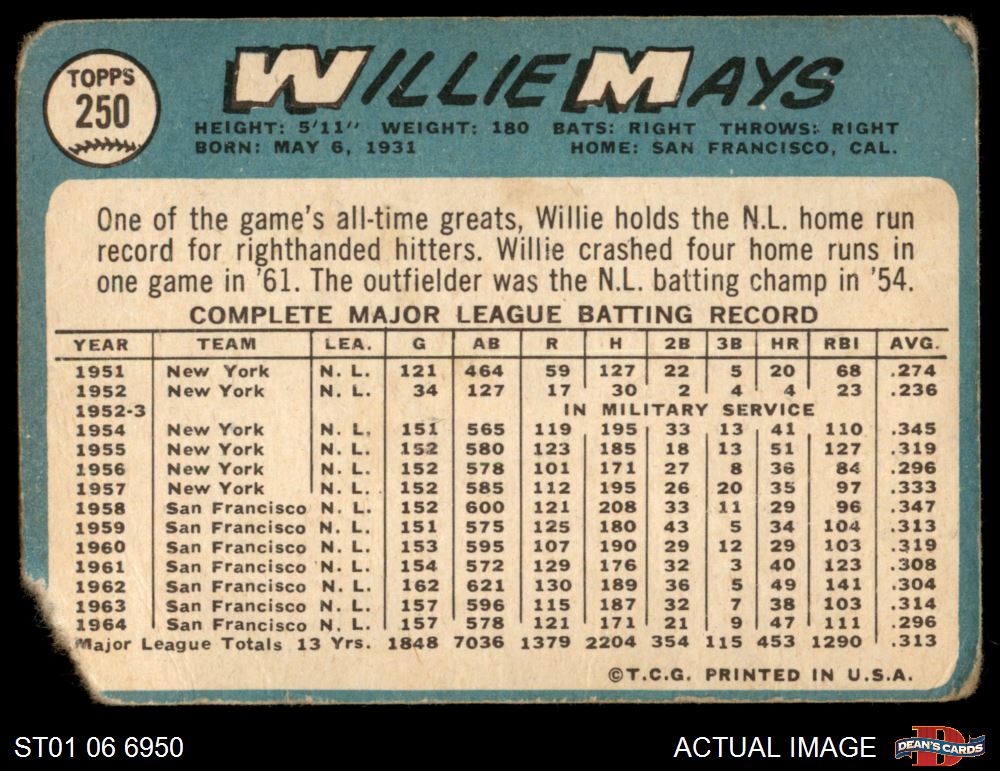 TOPPS
250
WILLIE MAYS
HEIGHT: 5'11" WEIGHT: 180 BATS: RIGHT THROWS: RIGHT
BORN: MAY 6, 1931 HOME: SAN FRANCISCO, CAL.
One of the game's all-time greats, Willie holds the N.L. home run
record for righthanded hitters. Willie crashed four home runs in
one game in '61. The outfielder was the N.L. batting champ in '54.
COMPLETE MAJOR LEAGUE BATTING RECORD
YEAR TEAM LEA. G AB R H 2B 3B HR RBI AVG.
1951 New York N. L. 121 464 59 127 22 5 20 68 .274
1952 New York N. L. 34 127 17 30 2 4 4 23 .236
1952-3 IN MILITARY SERVICE
1954 New York N. L. 151 565 119 195 33 13 41 110 .345
1955 New York N. L. 152 580 123 185 18 13 51 127 .319
1956 New York N. L. 152 578 101 171 27 8 36 84 .296
1957 New York N. L. 152 585 112 195 26 20 35 97 .333
1958 San Francisco N. L. 152 600 121 208 33 11 29 96 .347
1959 San Francisco N. L. 151 575 125 180 43 5 34 104 .313
1960 San Francisco N. L. 153 595 107 190 29 12 29 103 .319
1961 San Francisco N. L. 154 572 129 176 32 3 40 123 .308
1962 San Francisco N. L. 162 621 130 189 36 5 49 141 .304
1963 San Francisco N. L. 157 596 115 187 32 7 38 103 .314
1964 San Francisco N. L. 157 578 121 171 21 9 47 111 .296
Major League Totals 13 Yrs. 1848 7036 1379 2204 354 115 453 1290 .313
©T.C.G. PRINTED IN U.S.A.
ST01 06 6950
ACTUAL IMAGE
D
DEAN'S CARDS